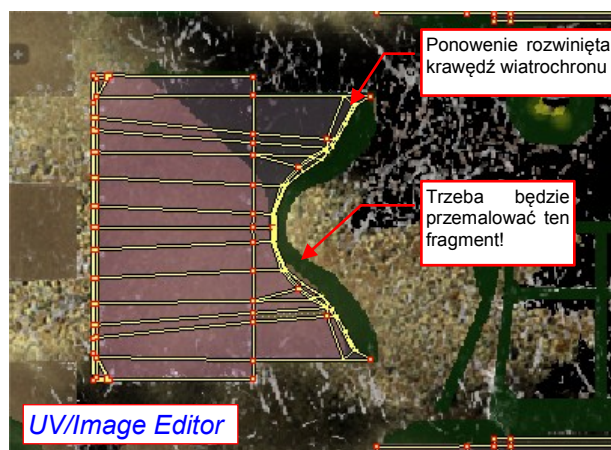 Ponowenie rozwinięta
krawędź wiatrochronu
Trzeba będzie
przemalować ten
fragment!
UV/Image Editor